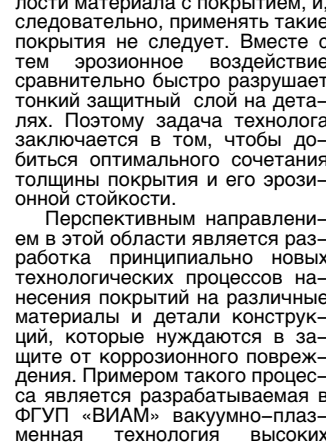 лости материала с покрытием, и,
следовательно, применять такие
покрытия не следует. Вместе с
тем эрозионное воздействие
сравнительно быстро разрушает
тонкий защитный слой на дета-
лях. Поэтому задача технолога
заключается в том, чтобы до-
биться оптимального сочетания
толщины покрытия и его эрози-
онной стойкости.
Перспективным направлени-
ем в этой области является раз-
работка принципиально новых
технологических процессов на-
несения покрытий на различные
материалы и детали конструк-
ций, которые нуждаются в за-
щите от коррозионного повреж-
дения. Примером такого процес-
са является разрабатываемая в
ФГУП «ВИАМ» вакуумно-плаз-
менная технология высоких